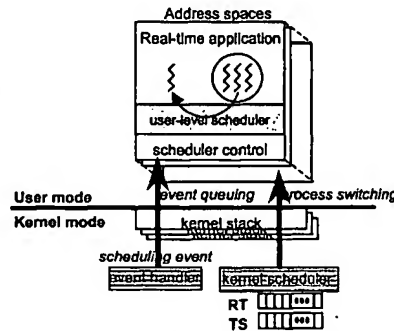 Address spaces
Real-time application
user-level scheduler
scheduler control
event queuing
process switching
User mode
Kernel mode
kernel stack
scheduling event
event handler
kernel scheduler
RT
TS